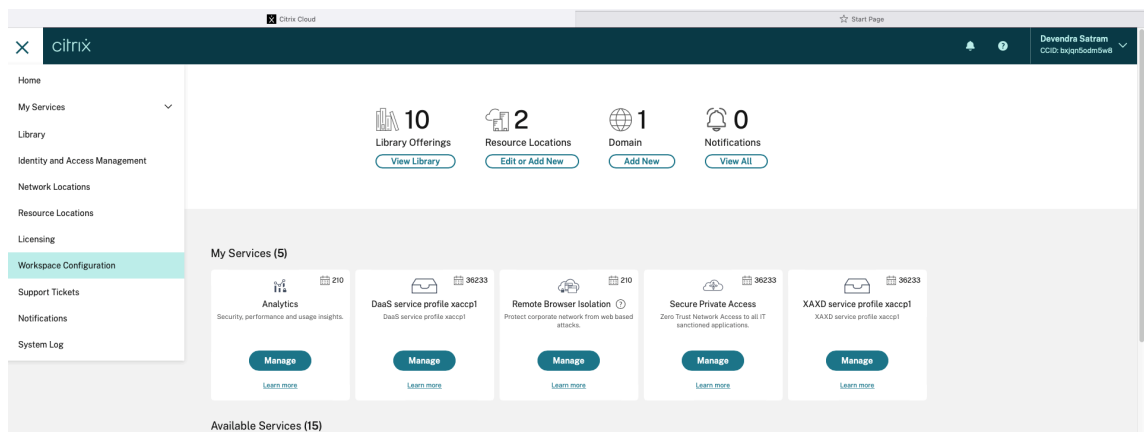 Citrix Cloud
Start Page
citrix
Devendra Satram
CCID: bxjqn5odm5w8
Home
My Services
Library
Identity and Access Management
Network Locations
Resource Locations
Licensing
Workspace Configuration
Support Tickets
Notifications
System Log
10
Library Offerings
View Library
2
Resource Locations
Edit or Add New
1
Domain
Add New
0
Notifications
View All
My Services (5)
210
Analytics
Security, performance and usage insights.
Manage
Learn more
36233
DaaS service profile xaccp1
DaaS service profile xaccp1
Manage
Learn more
210
Remote Browser Isolation ?
Protect corporate network from web based
attacks.
Manage
Learn more
36233
Secure Private Access
Zero Trust Network Access to all IT
sanctioned applications.
Manage
Learn more
36233
XAXD service profile xaccp1
XAXD service profile xaccp1
Manage
Learn more
Available Services (15)